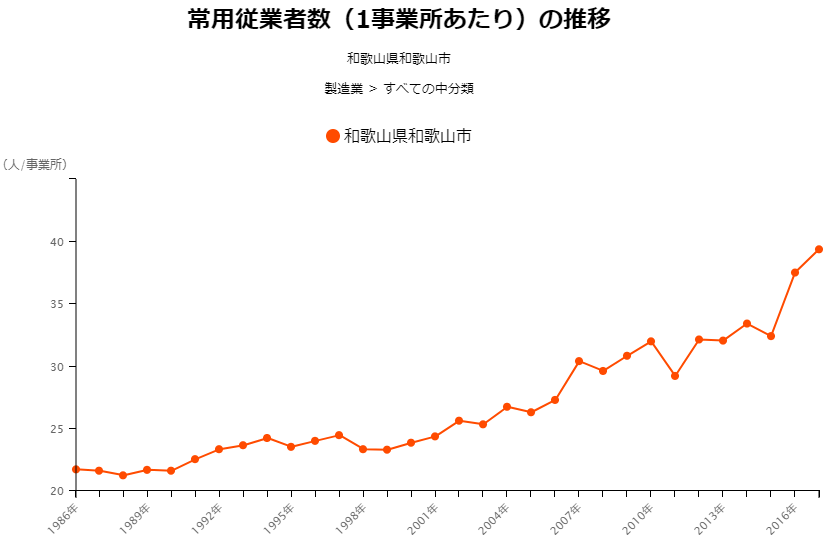 常用従業者数（1事業所あたり）の推移
和歌山県和歌山市
製造業 > すべての中分類
和歌山県和歌山市
（人/事業所）
40
35
30
25
20
1986年 1989年 1992年 1995年 1998年 2001年 2004年 2007年 2010年 2013年 2016年